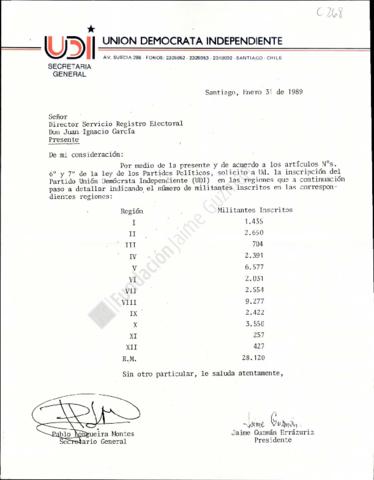 C 268
UDI
SECRETARIA
GENERAL
UNION DEMOCRATA INDEPENDIENTE
AV. SUECIA 286 - FONOS: - SANTIAGO - CHILE
Santiago, Enero 31 de 1989
Señor
Director Servicio Registro Electoral
Don Juan Ignacio García
Presente
De mi consideración:
Por medio de la presente y de acuerdo a los artículos N°s.
6° y 7° de la ley de los Partidos Políticos, solicito a Ud. la inscripción del
Partido Unión Demócrata Independiente (UDI) en las regiones que a continuación
paso a detallar indicando el número de militantes inscritos en las correspon-
dientes regiones:
Región Militantes Inscritos
I 1.435
II 2.650
III 704
IV 2.391
V 6.577
VI 2.031
VII 2.554
VIII 9.277
IX 2.422
X 3.550
XI 257
XII 427
R.M. 28.120
Sin otro particular, le saluda atentamente,
Pablo Longueira Montes
Secretario General
Jaime Guzmán
Jaime Guzmán Errázuriz
Presidente
Fundación Jaime Guzmán